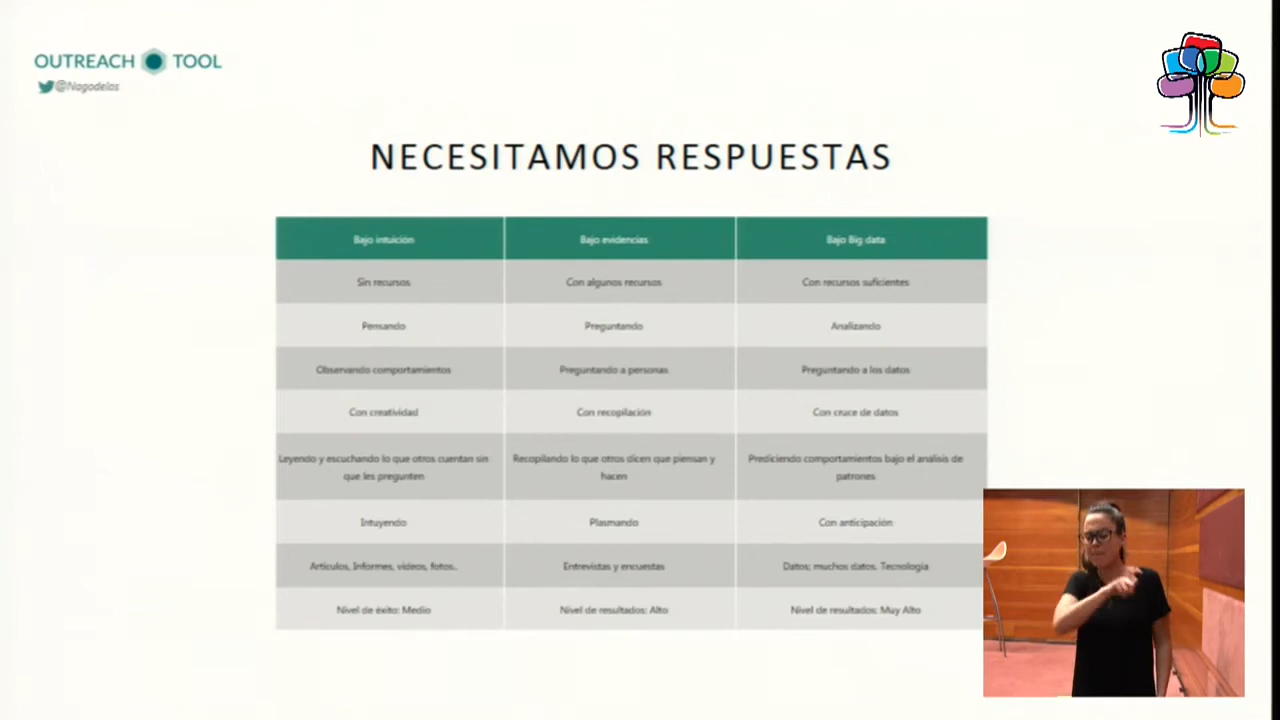 OUTREACH TOOL
@Nagodelos
NECESITAMOS RESPUESTAS
Bajo intuición Bajo evidencias Bajo Big data
Sin recursos Con algunos recursos Con recursos suficientes
Pensando Preguntando Analizando
Observando comportamientos Preguntando a personas Preguntando a los datos
Con creatividad Con recopilación Con cruce de datos
Leyendo y escuchando lo que otros cuentan sin que les pregunten
Recopilando lo que otros dicen que piensan y hacen
Prediciendo comportamientos bajo el análisis de patrones
Intuyendo Plasmando Con anticipación
Artículos, Informes, vídeos, fotos.. Entrevistas y encuestas Datos; muchos datos. Tecnología
Nivel de éxito: Medio Nivel de resultados: Alto Nivel de resultados: Muy Alto